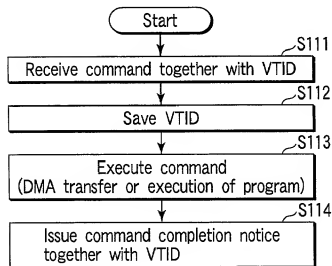 Start
S111
Receive command together with VTID
S112
Save VTID
S113
Execute command
(DMA transfer or execution of program)
S114
Issue command completion notice
together with VTID